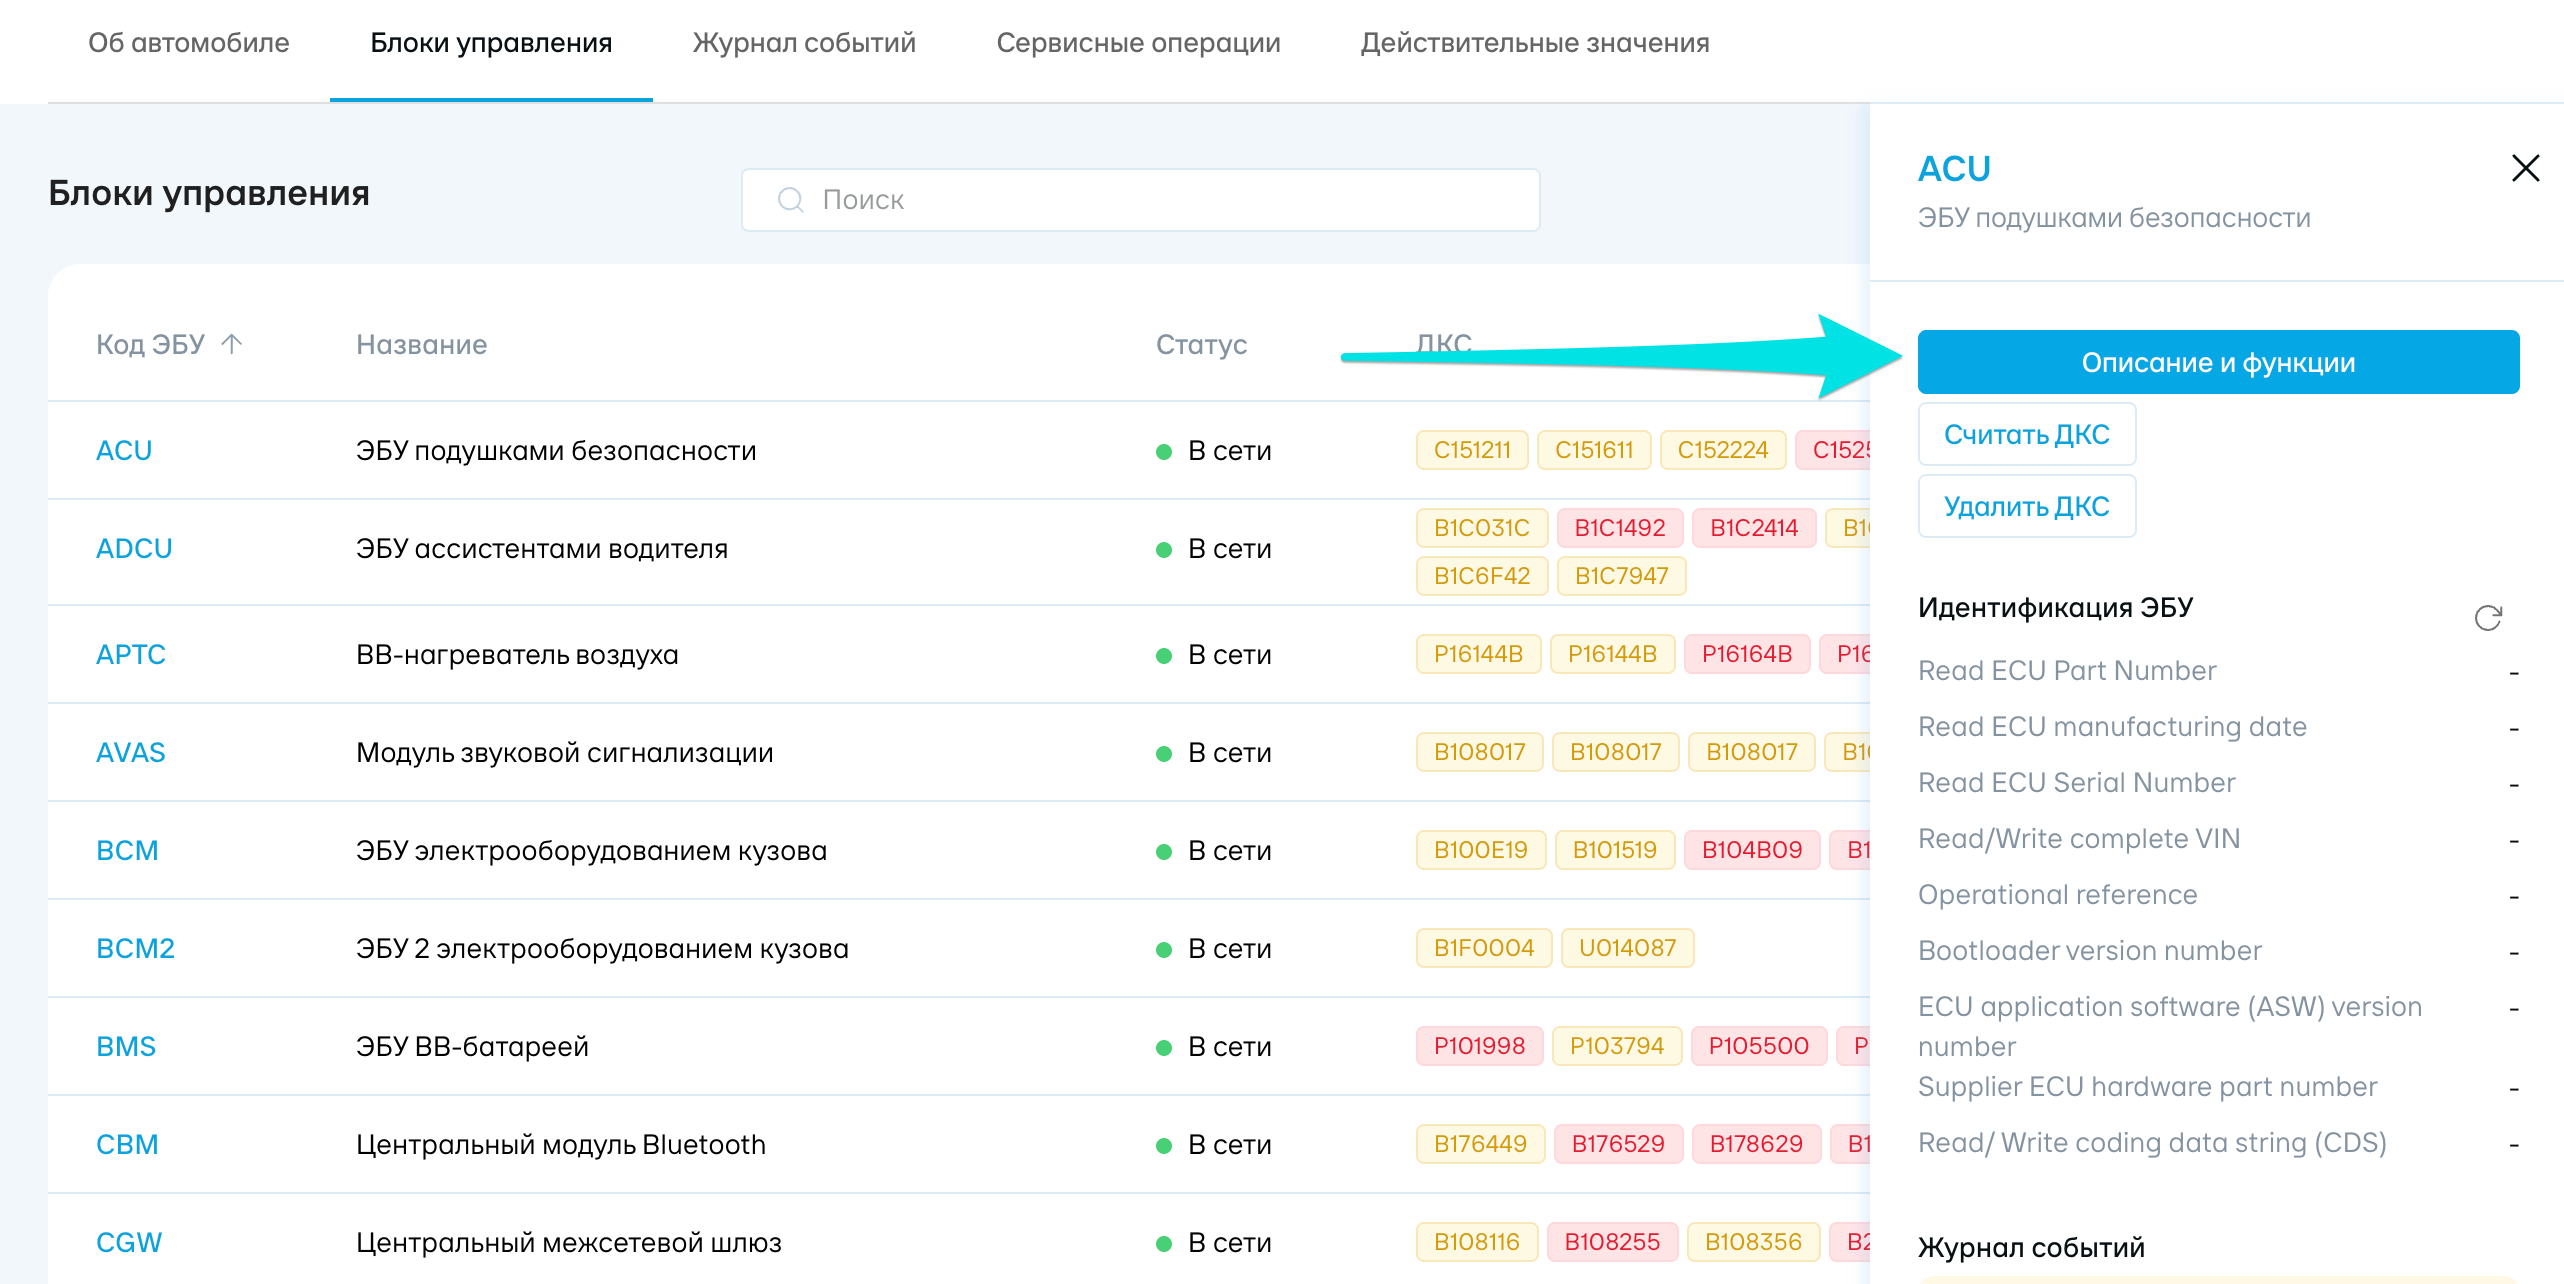 Об автомобиле Блоки управления Журнал событий Сервисные операции Действительные значения
Блоки управления
Поиск
Код ЭБУ Название Статус ДКС
ACU ЭБУ подушками безопасности В сети C151211 C151611 C152224 C1525
ADCU ЭБУ ассистентами водителя В сети B1C031C B1C1492 B1C2414
B1C6F42 B1C7947
APTC ВВ-нагреватель воздуха В сети P16144B P16144B P16164B P16
AVAS Модуль звуковой сигнализации В сети B108017 B108017 B108017
BCM ЭБУ электрооборудованием кузова В сети B100E19 B101519 B104B09 B1
BCM2 ЭБУ 2 электрооборудованием кузова В сети B1F0004 U014087
BMS ЭБУ ВВ-батареей В сети P101998 P103794 P105500 P
CBM Центральный модуль Bluetooth В сети B176449 B176529 B178629 B1
CGW Центральный межсетевой шлюз В сети B108116 B108255 B108356 B2
ACU
ЭБУ подушками безопасности
Описание и функции
Считать ДКС
Удалить ДКС
Идентификация ЭБУ
Read ECU Part Number -
Read ECU manufacturing date -
Read ECU Serial Number -
Read/Write complete VIN -
Operational reference -
Bootloader version number -
ECU application software (ASW) version -
number
Supplier ECU hardware part number -
Read/ Write coding data string (CDS) -
Журнал событий